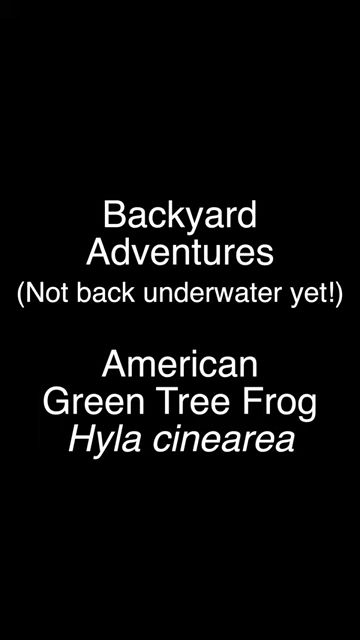 Backyard
Adventures
(Not back underwater yet!)
American
Green Tree Frog
Hyla cinearea